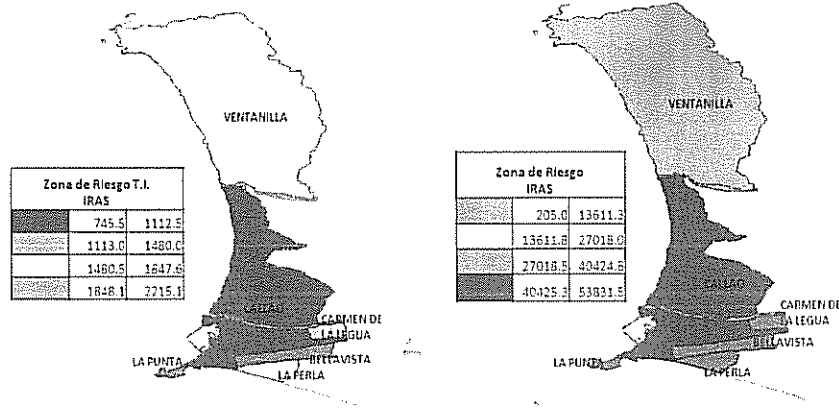 VENTANILLA
Zona de Riesgo T.I.
IRAS
745.5 1112.5
1113.0 1480.0
1480.5 1847.6
1848.1 2215.1
CALLAO
CARMEN DE
LA LEGUA
BELLAVISTA
LA PUNTA
LA PERLA
VENTANILLA
Zona de Riesgo
IRAS
205.0 13611.3
13611.8 27018.0
27018.5 40424.8
40425.3 53831.5
CALLAO
CARMEN DE
LA LEGUA
BELLAVISTA
LA PUNTA
LA PERLA